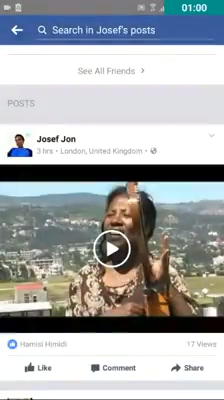 01:00
Search in Josef's posts
See All Friends
POSTS
Josef Jon
3 hrs • London, United Kingdom •
Hamisi Himidi
17 Views
Like
Comment
Share